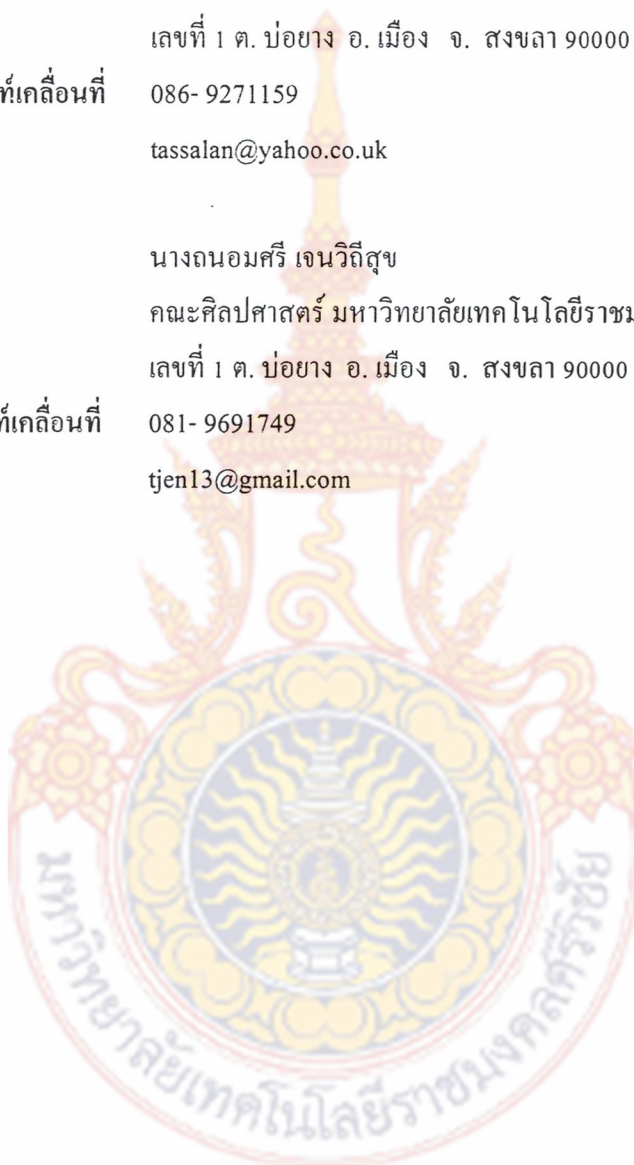 เลขที่ 1 ต. บ่อยาง อ. เมือง จ. สงขลา 90000
ท์เคลื่อนที่ 086- 9271159
tassalan@yahoo.co.uk
นางถนอมศรี เจนวิถีสุข
คณะศิลปศาสตร์ มหาวิทยาลัยเทคโนโลยีราชม
เลขที่ 1 ต. บ่อยาง อ. เมือง จ. สงขลา 90000
ท์เคลื่อนที่ 081- 9691749
tjen13@gmail.com
มหาวิทยาลัยเทคโนโลยีราชมงคลศรีวิชัย